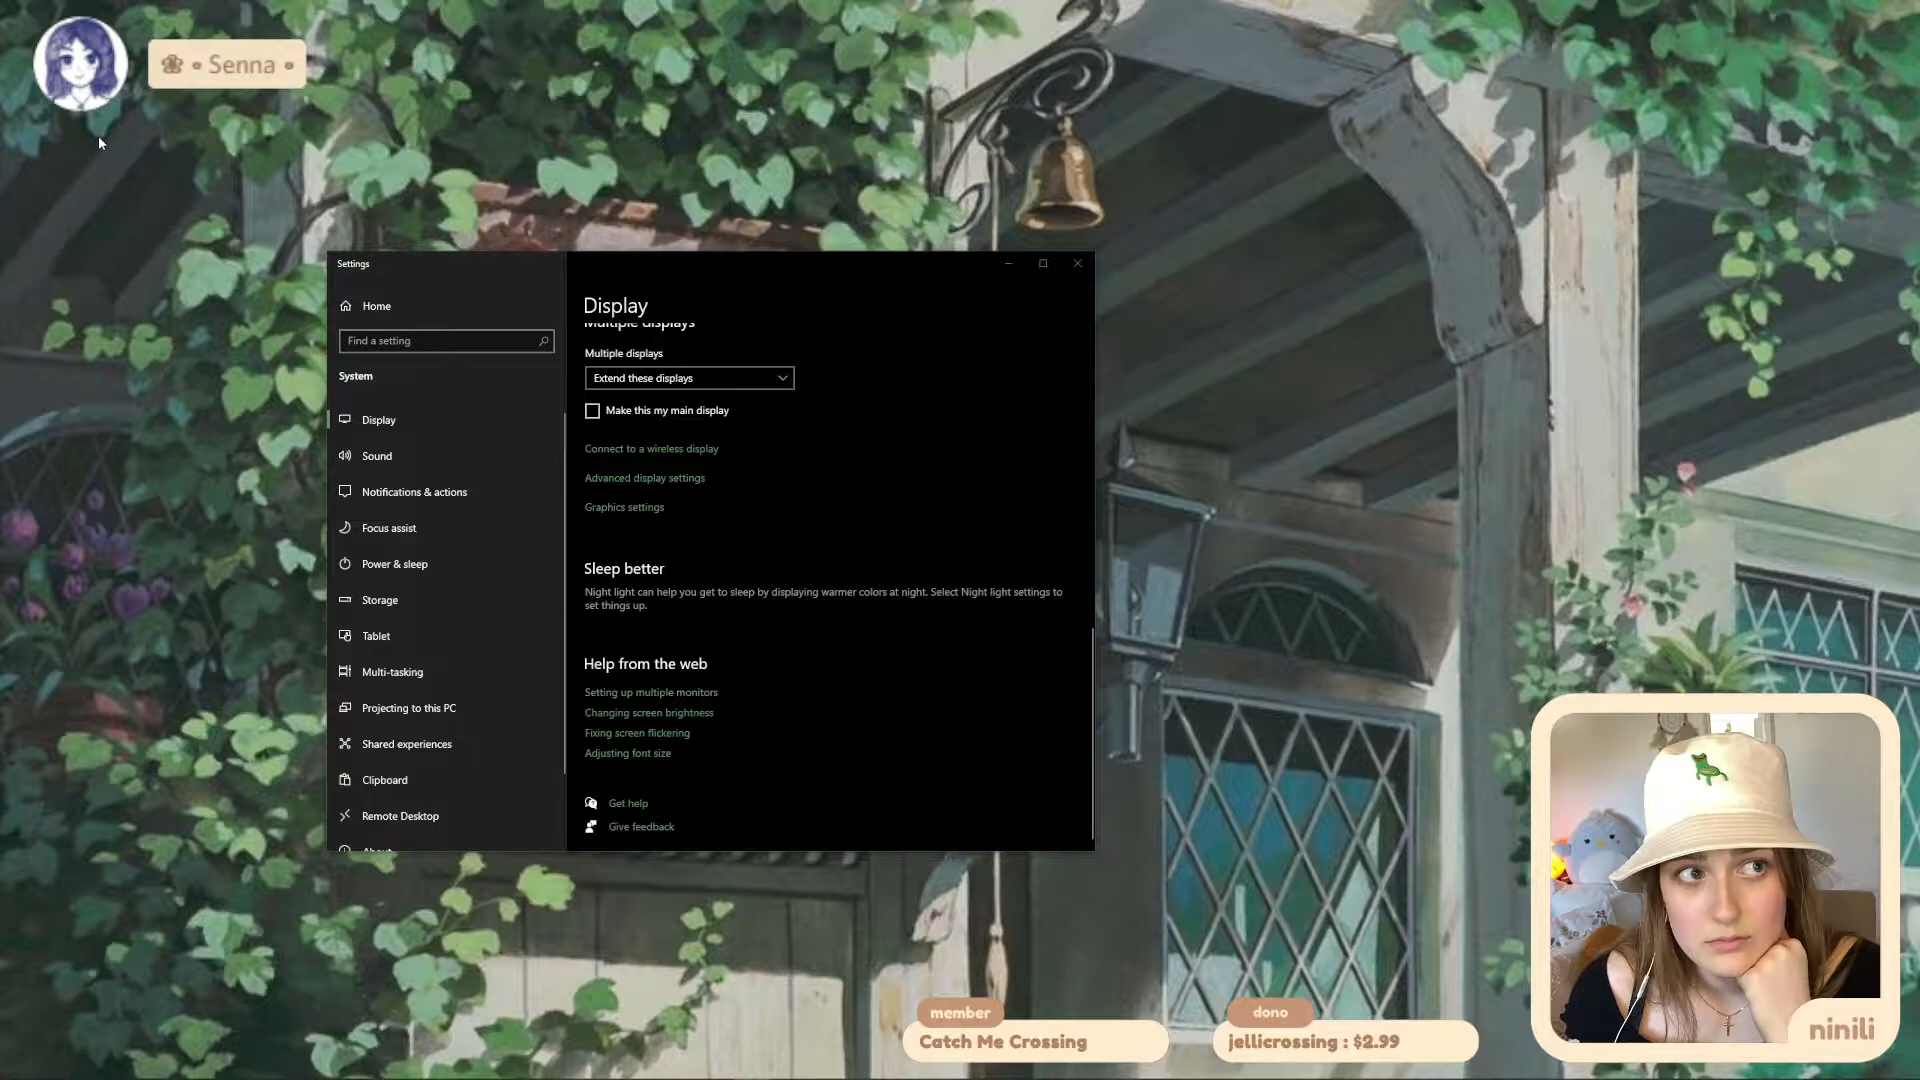 • Senna •
Settings
Home
Find a setting
System
Display
Sound
Notifications & actions
Focus assist
Power & sleep
Storage
Tablet
Multi-tasking
Projecting to this PC
Shared experiences
Clipboard
Remote Desktop
About
Display
Multiple displays
Multiple displays
Extend these displays
Make this my main display
Connect to a wireless display
Advanced display settings
Graphics settings
Sleep better
Night light can help you get to sleep by displaying warmer colors at night. Select Night light settings to
set things up.
Help from the web
Setting up multiple monitors
Changing screen brightness
Fixing screen flickering
Adjusting font size
Get help
Give feedback
member
Catch Me Crossing
dono
jellicrossing : $2.99
ninili